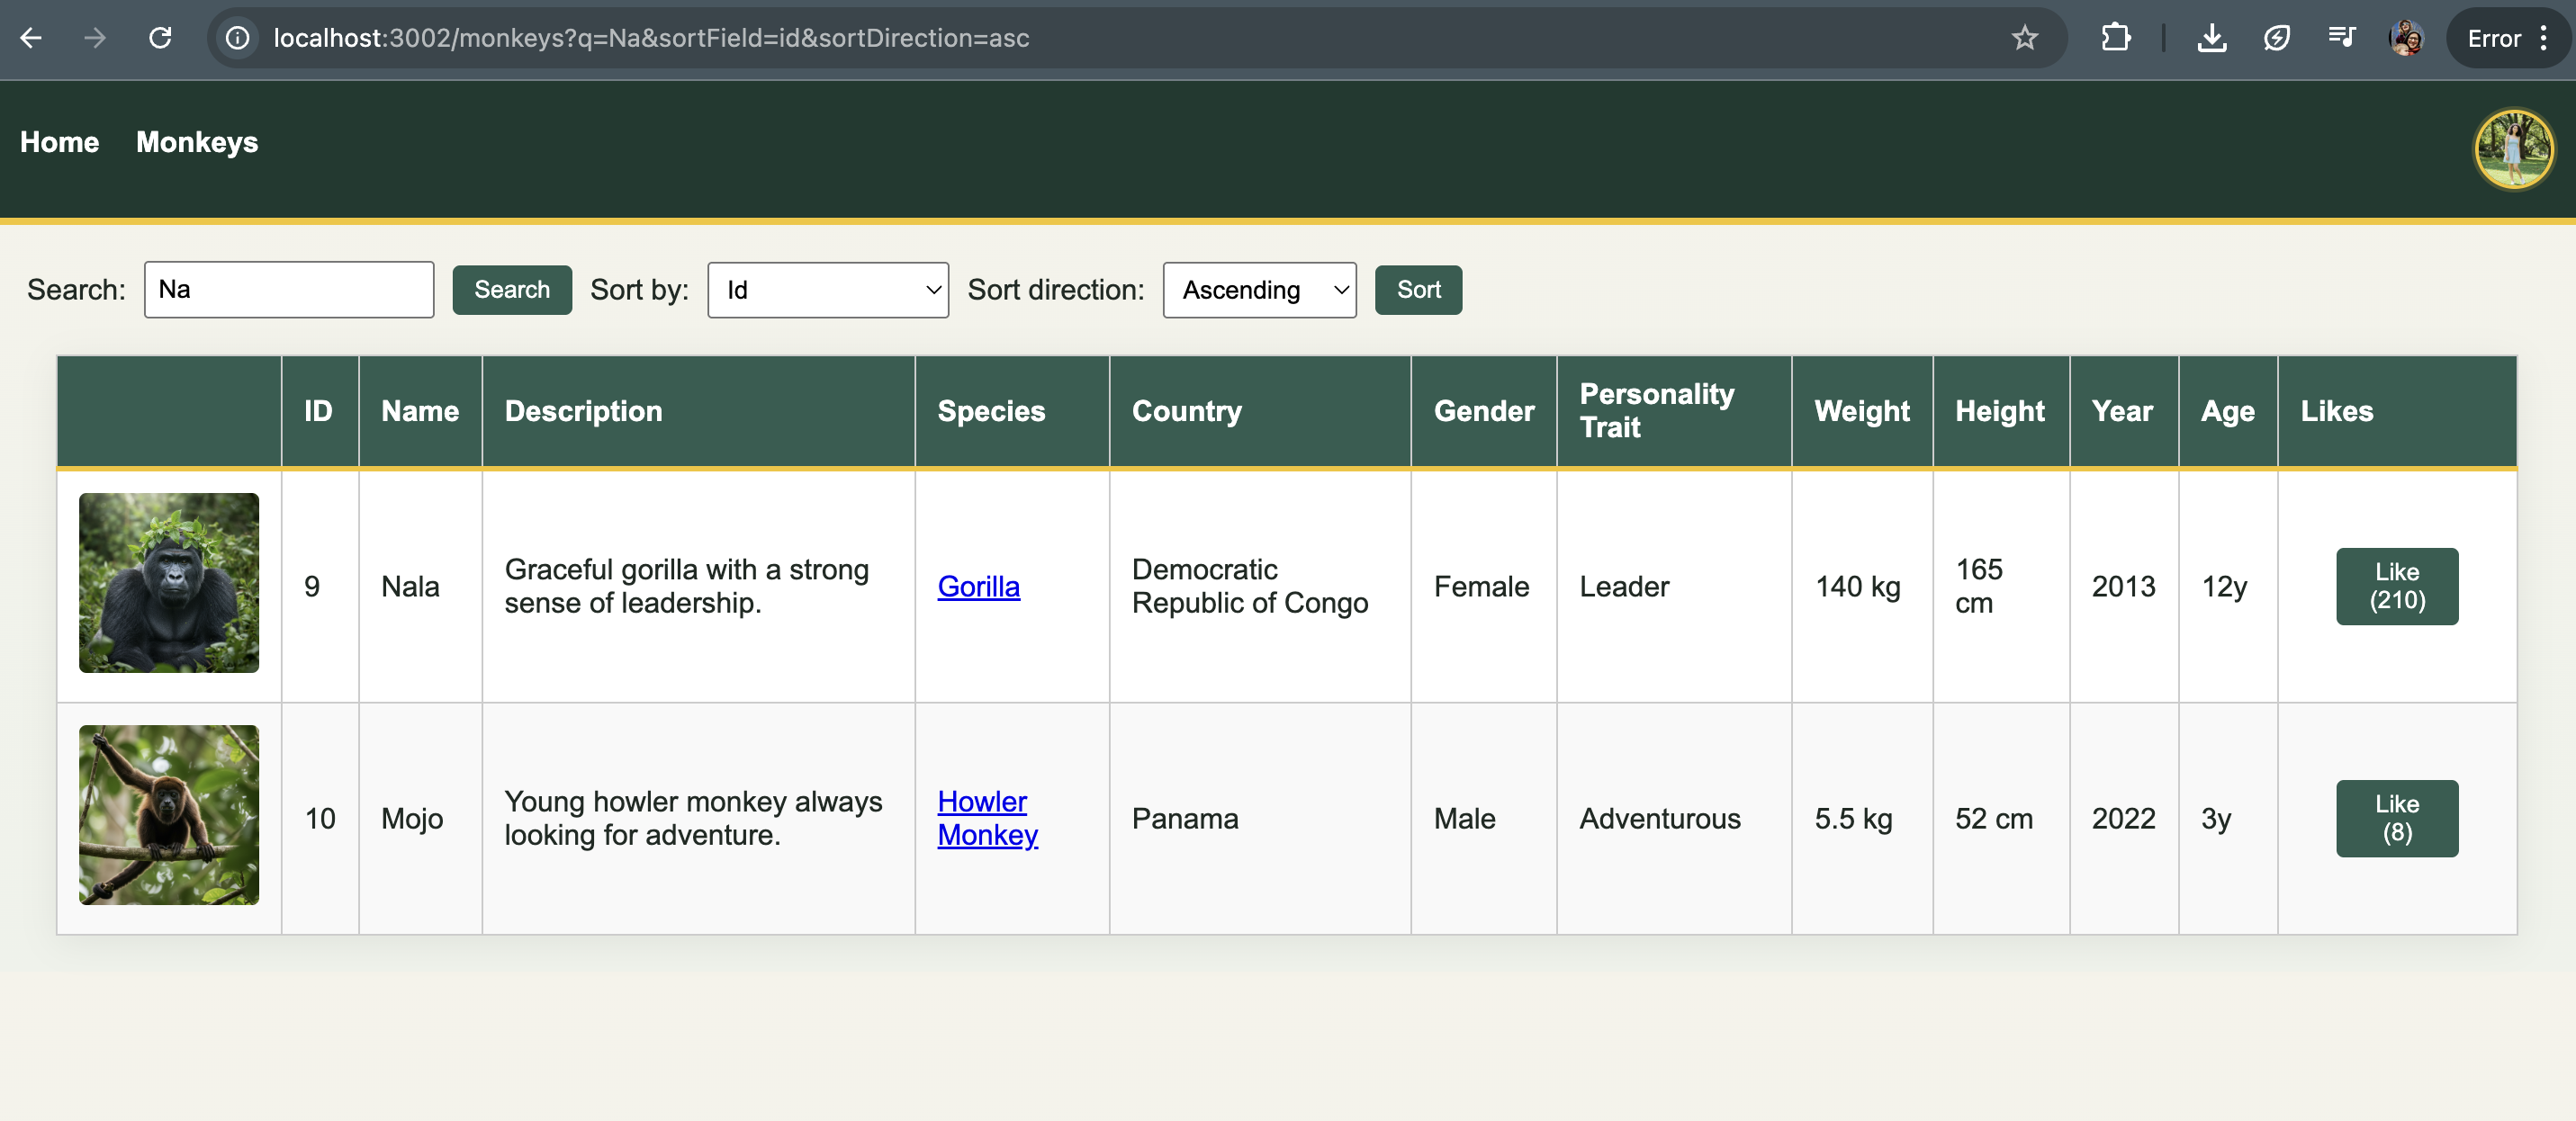 localhost:3002/monkeys?q=Na&sortField=id&sortDirection=asc
Error
Home Monkeys
Search: Na Search Sort by: Id Sort direction: Ascending Sort
ID Name Description Species Country Gender Personality Trait Weight Height Year Age Likes
9 Nala Graceful gorilla with a strong sense of leadership. Gorilla Democratic Republic of Congo Female Leader 140 kg 165 cm 2013 12y Like (210)
10 Mojo Young howler monkey always looking for adventure. Howler Monkey Panama Male Adventurous 5.5 kg 52 cm 2022 3y Like (8)